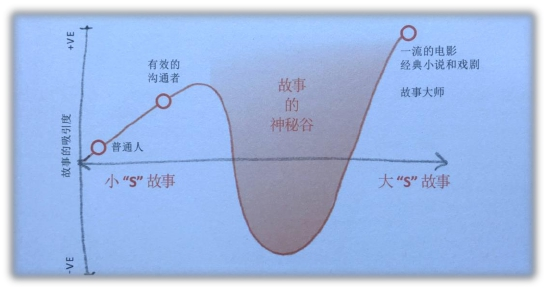 +VE
故事的吸引度
-VE
普通人
有效的
沟通者
故事
的
神秘谷
一流的电影
经典小说和戏剧
故事大师
小 “S” 故事
大 “S” 故事